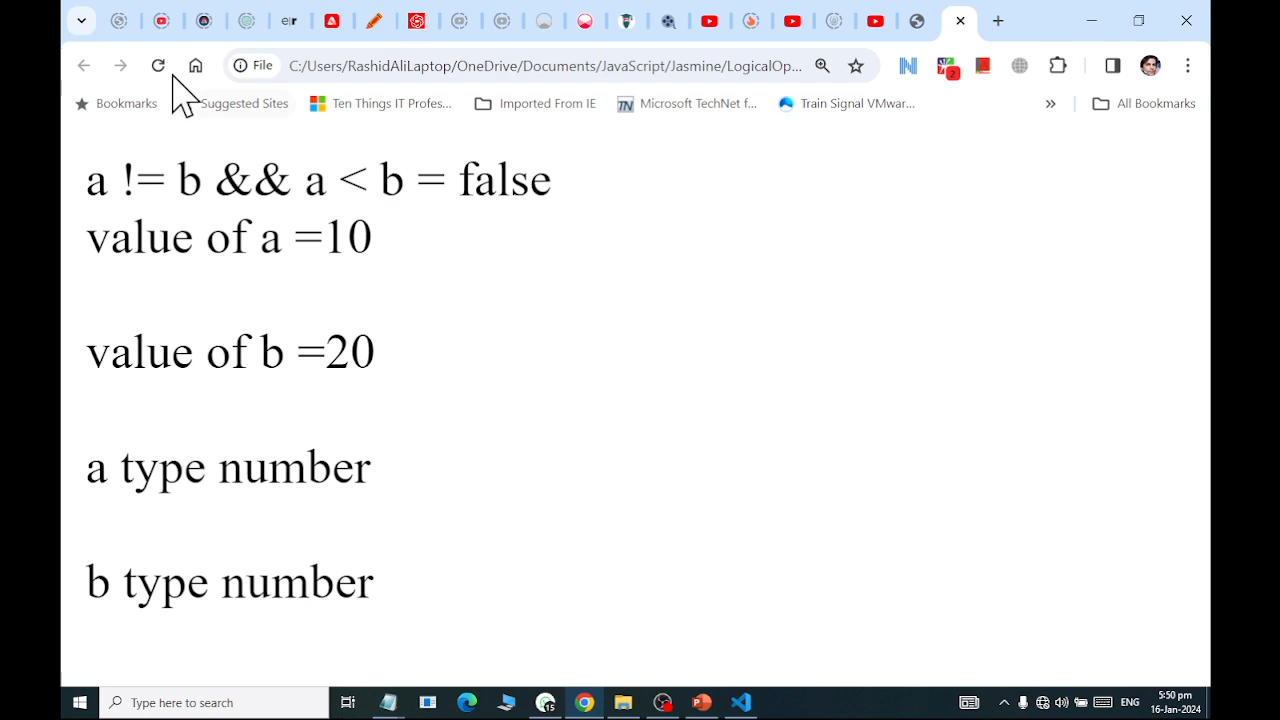 File
C:/Users/RashidAliLaptop/OneDrive/Documents/JavaScript/Jasmine/LogicalOp...
2
Bookmarks
Suggested Sites
Ten Things IT Profes...
Imported From IE
TN
Microsoft TechNet f...
Train Signal VMwar...
»
All Bookmarks
a != b && a < b = false
value of a =10
value of b =20
a type number
b type number
Type here to search
ENG
5:50 pm
16-Jan-2024